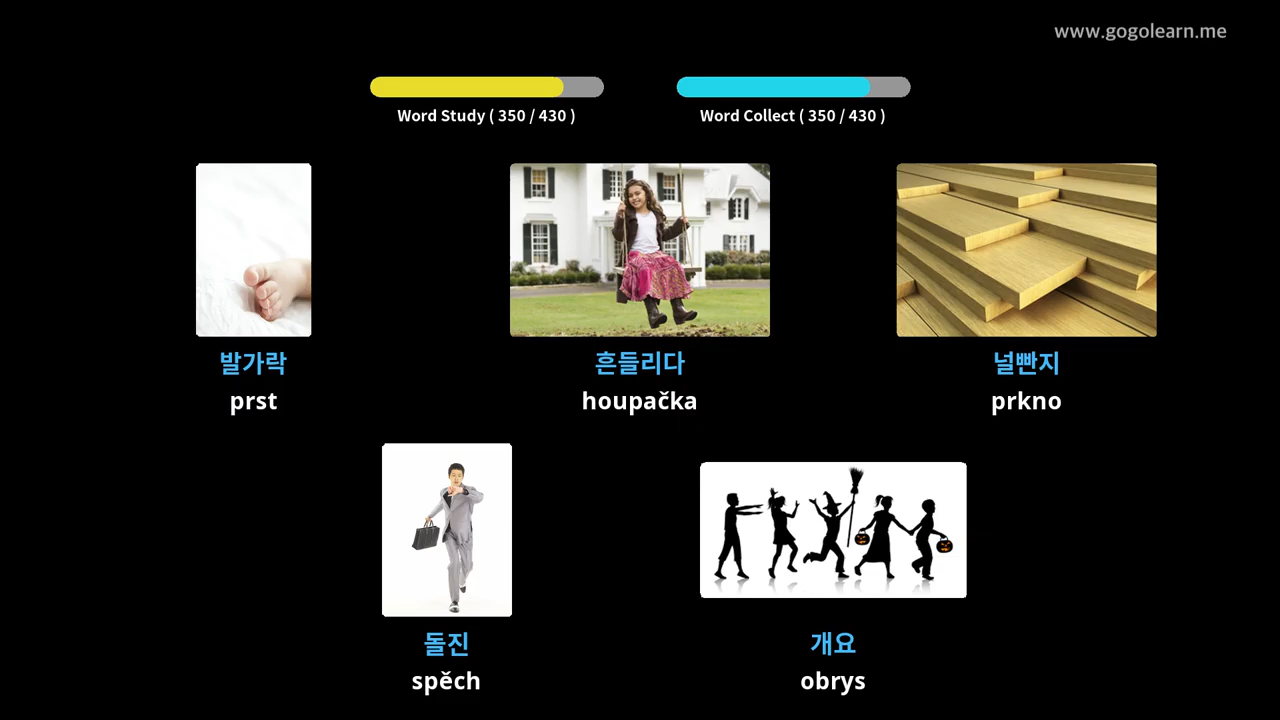 www.gogolearn.me
Word Study ( 350 / 430 )
Word Collect ( 350 / 430 )
발가락
prst
흔들리다
houpačka
널빤지
prkno
돌진
spěch
개요
obrys